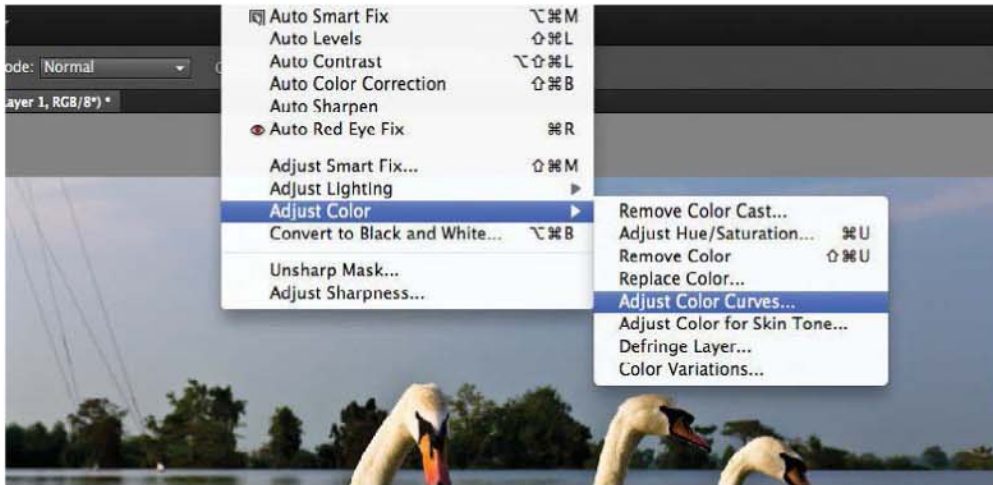 Auto Smart Fix ⌥⌘M
Auto Levels ⇧⌘L
Auto Contrast ⌥⇧⌘L
Auto Color Correction ⇧⌘B
Auto Sharpen
Auto Red Eye Fix ⌘R
Adjust Smart Fix... ⇧⌘M
Adjust Lighting
Adjust Color
Convert to Black and White... ⌥⌘B
Unsharp Mask...
Adjust Sharpness...
ode: Normal
ayer 1, RGB/8*) *
Remove Color Cast...
Adjust Hue/Saturation... ⌘U
Remove Color ⇧⌘U
Replace Color...
Adjust Color Curves...
Adjust Color for Skin Tone...
Defringe Layer...
Color Variations...